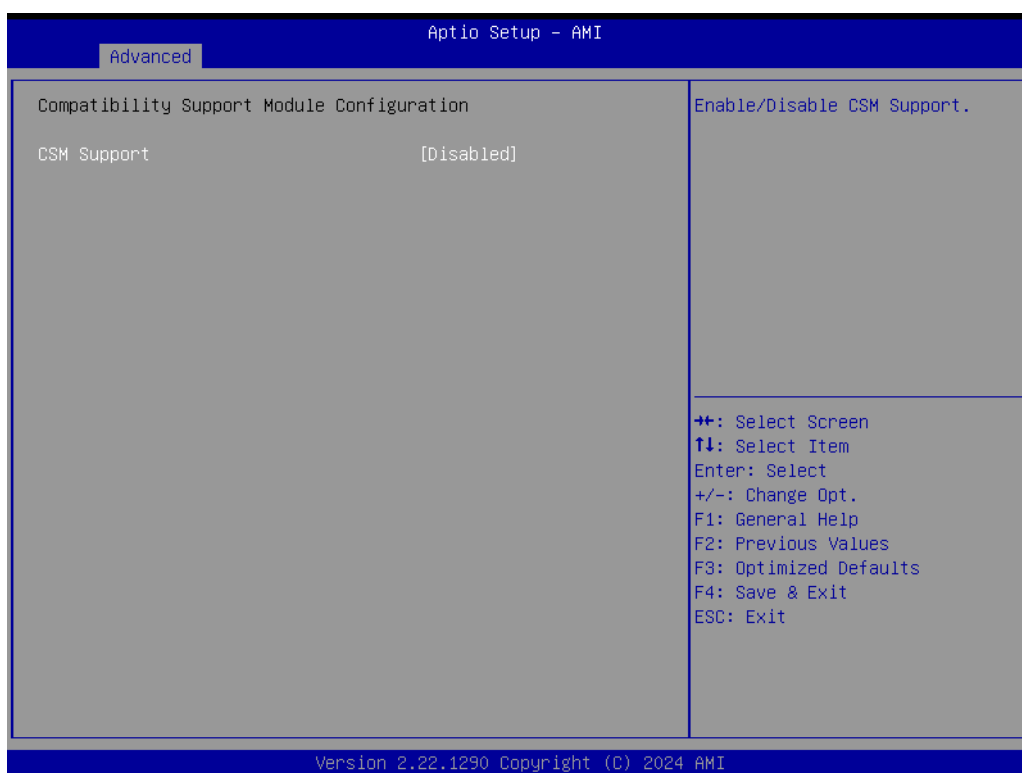 Aptio Setup – AMI
Advanced
Compatibility Support Module Configuration
CSM Support [Disabled]
Enable/Disable CSM Support.
→←: Select Screen
↑↓: Select Item
Enter: Select
+/-: Change Opt.
F1: General Help
F2: Previous Values
F3: Optimized Defaults
F4: Save & Exit
ESC: Exit
Version 2.22.1290 Copyright (C) 2024 AMI